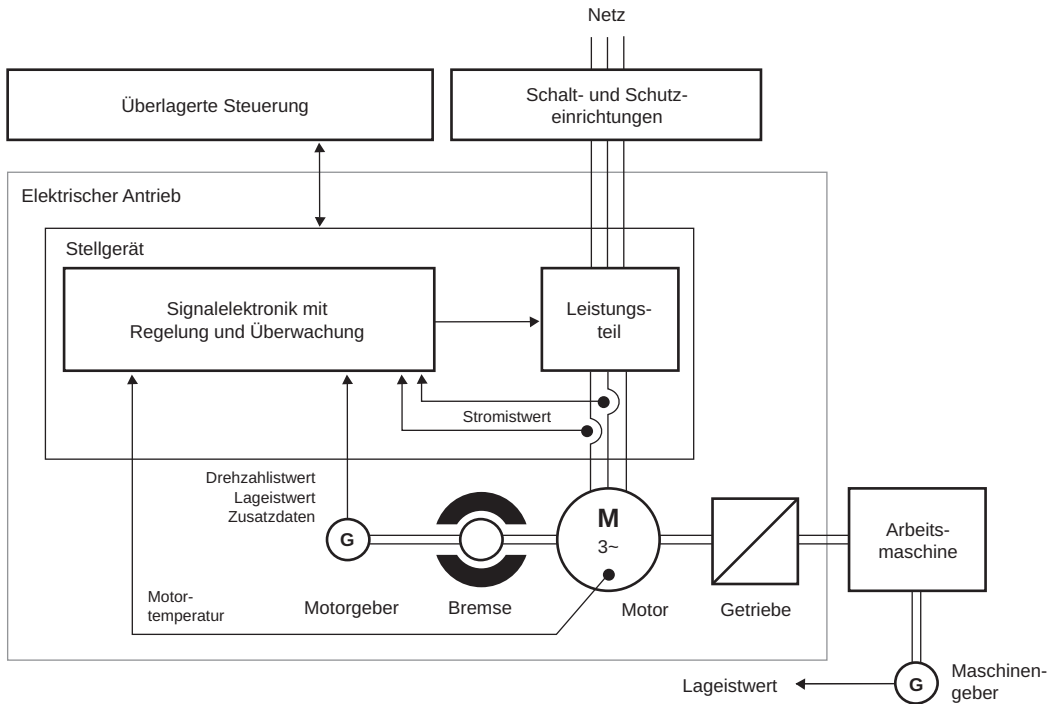 Netz
Überlagerte Steuerung
Schalt- und Schutz-
einrichtungen
Elektrischer Antrieb
Stellgerät
Signalelektronik mit
Regelung und Überwachung
Leistungs-
teil
Stromistwert
Drehzahlistwert
Lageistwert
Zusatzdaten
G
M
3~
Arbeits-
maschine
Motor-
temperatur
Motorgeber
Bremse
Motor
Getriebe
Lageistwert
G
Maschinen-
geber